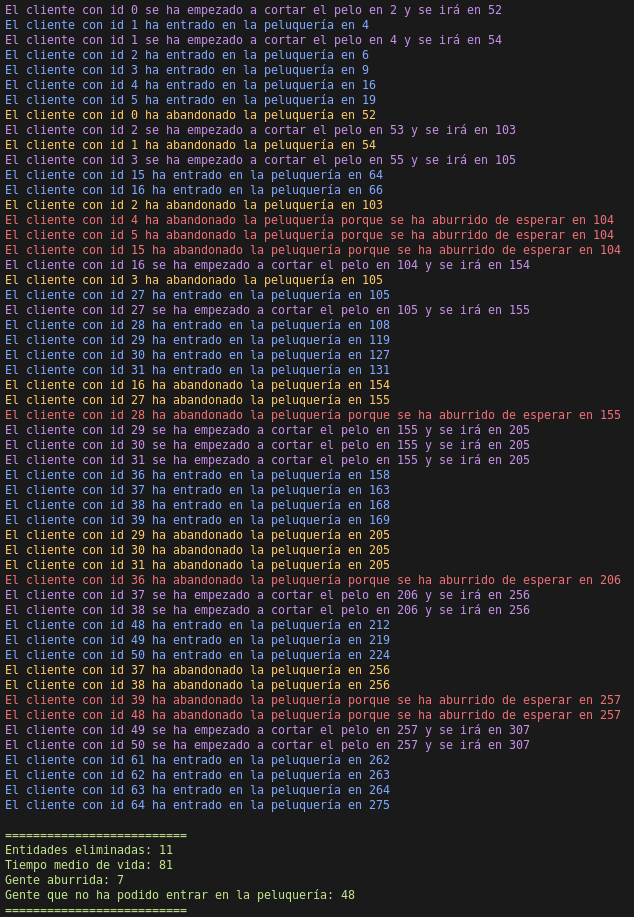 El cliente con id 0 se ha empezado a cortar el pelo en 2 y se irá en 52
El cliente con id 1 ha entrado en la peluquería en 4
El cliente con id 1 se ha empezado a cortar el pelo en 4 y se irá en 54
El cliente con id 2 ha entrado en la peluquería en 6
El cliente con id 3 ha entrado en la peluquería en 9
El cliente con id 4 ha entrado en la peluquería en 16
El cliente con id 5 ha entrado en la peluquería en 19
El cliente con id 0 ha abandonado la peluquería en 52
El cliente con id 2 se ha empezado a cortar el pelo en 53 y se irá en 103
El cliente con id 1 ha abandonado la peluquería en 54
El cliente con id 3 se ha empezado a cortar el pelo en 55 y se irá en 105
El cliente con id 15 ha entrado en la peluquería en 64
El cliente con id 16 ha entrado en la peluquería en 66
El cliente con id 2 ha abandonado la peluquería en 103
El cliente con id 4 ha abandonado la peluquería porque se ha aburrido de esperar en 104
El cliente con id 5 ha abandonado la peluquería porque se ha aburrido de esperar en 104
El cliente con id 15 ha abandonado la peluquería porque se ha aburrido de esperar en 104
El cliente con id 16 se ha empezado a cortar el pelo en 104 y se irá en 154
El cliente con id 3 ha abandonado la peluquería en 105
El cliente con id 27 ha entrado en la peluquería en 105
El cliente con id 27 se ha empezado a cortar el pelo en 105 y se irá en 155
El cliente con id 28 ha entrado en la peluquería en 108
El cliente con id 29 ha entrado en la peluquería en 119
El cliente con id 30 ha entrado en la peluquería en 127
El cliente con id 31 ha entrado en la peluquería en 131
El cliente con id 16 ha abandonado la peluquería en 154
El cliente con id 27 ha abandonado la peluquería en 155
El cliente con id 28 ha abandonado la peluquería porque se ha aburrido de esperar en 155
El cliente con id 29 se ha empezado a cortar el pelo en 155 y se irá en 205
El cliente con id 30 se ha empezado a cortar el pelo en 155 y se irá en 205
El cliente con id 31 se ha empezado a cortar el pelo en 155 y se irá en 205
El cliente con id 36 ha entrado en la peluquería en 158
El cliente con id 37 ha entrado en la peluquería en 163
El cliente con id 38 ha entrado en la peluquería en 168
El cliente con id 39 ha entrado en la peluquería en 169
El cliente con id 29 ha abandonado la peluquería en 205
El cliente con id 30 ha abandonado la peluquería en 205
El cliente con id 31 ha abandonado la peluquería en 205
El cliente con id 36 ha abandonado la peluquería porque se ha aburrido de esperar en 206
El cliente con id 37 se ha empezado a cortar el pelo en 206 y se irá en 256
El cliente con id 38 se ha empezado a cortar el pelo en 206 y se irá en 256
El cliente con id 48 ha entrado en la peluquería en 212
El cliente con id 49 ha entrado en la peluquería en 219
El cliente con id 50 ha entrado en la peluquería en 224
El cliente con id 37 ha abandonado la peluquería en 256
El cliente con id 38 ha abandonado la peluquería en 256
El cliente con id 39 ha abandonado la peluquería porque se ha aburrido de esperar en 257
El cliente con id 48 ha abandonado la peluquería porque se ha aburrido de esperar en 257
El cliente con id 49 se ha empezado a cortar el pelo en 257 y se irá en 307
El cliente con id 50 se ha empezado a cortar el pelo en 257 y se irá en 307
El cliente con id 61 ha entrado en la peluquería en 262
El cliente con id 62 ha entrado en la peluquería en 263
El cliente con id 63 ha entrado en la peluquería en 264
El cliente con id 64 ha entrado en la peluquería en 275
==========================
Entidades eliminadas: 11
Tiempo medio de vida: 81
Gente aburrida: 7
Gente que no ha podido entrar en la peluquería: 48
==========================